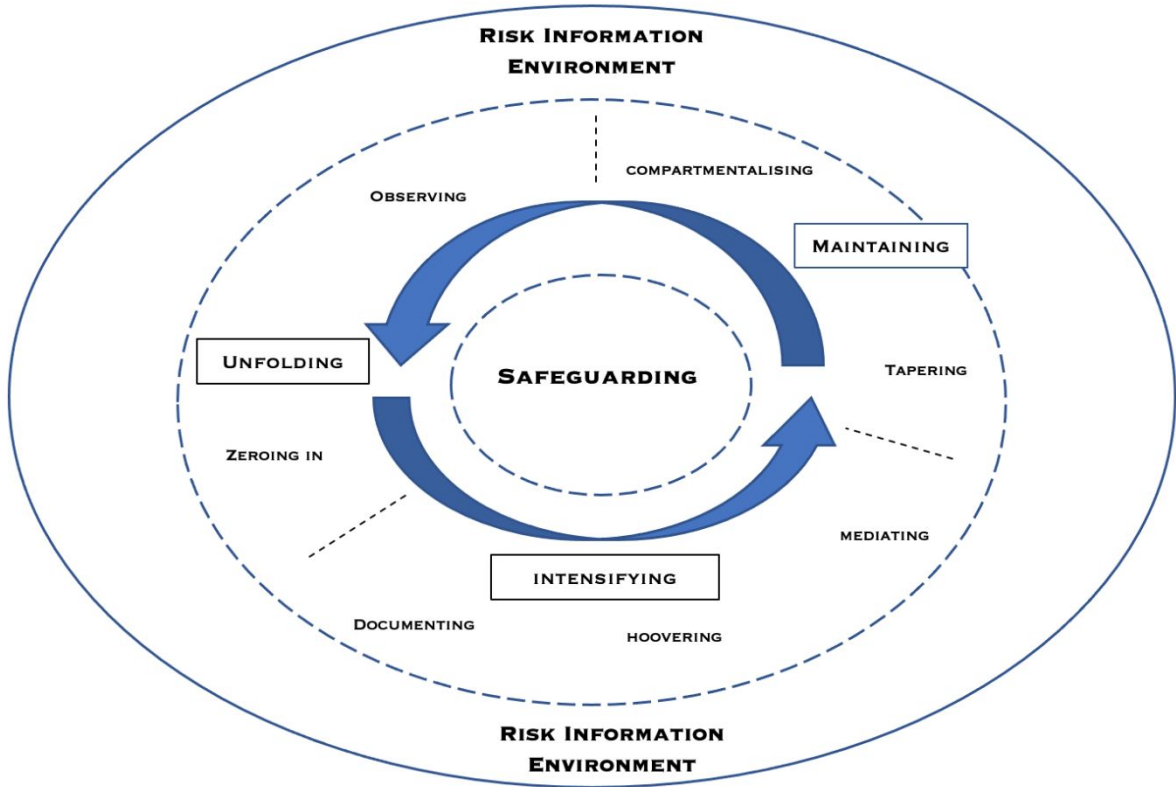 RISK INFORMATION
ENVIRONMENT
COMPARTMENTALISING
OBSERVING
MAINTAINING
UNFOLDING
SAFEGUARDING
TAPERING
ZEROING IN
MEDIATING
INTENSIFYING
DOCUMENTING
HOOVERING
RISK INFORMATION
ENVIRONMENT